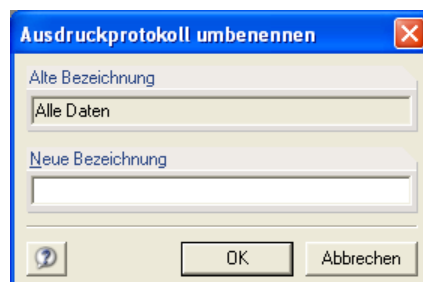 Ausdruckprotokoll umbenennen
Alte Bezeichnung
Alle Daten
Neue Bezeichnung
OK Abbrechen